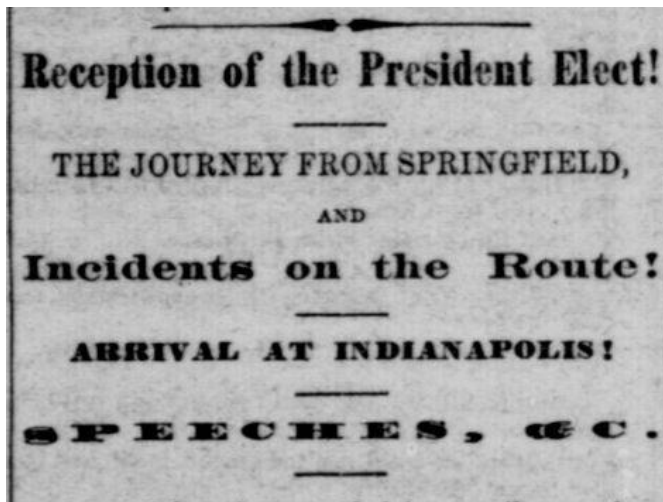 Reception of the President Elect!
THE JOURNEY FROM SPRINGFIELD,
AND
Incidents on the Route!
ARRIVAL AT INDIANAPOLIS!
SPEECHES, &C.